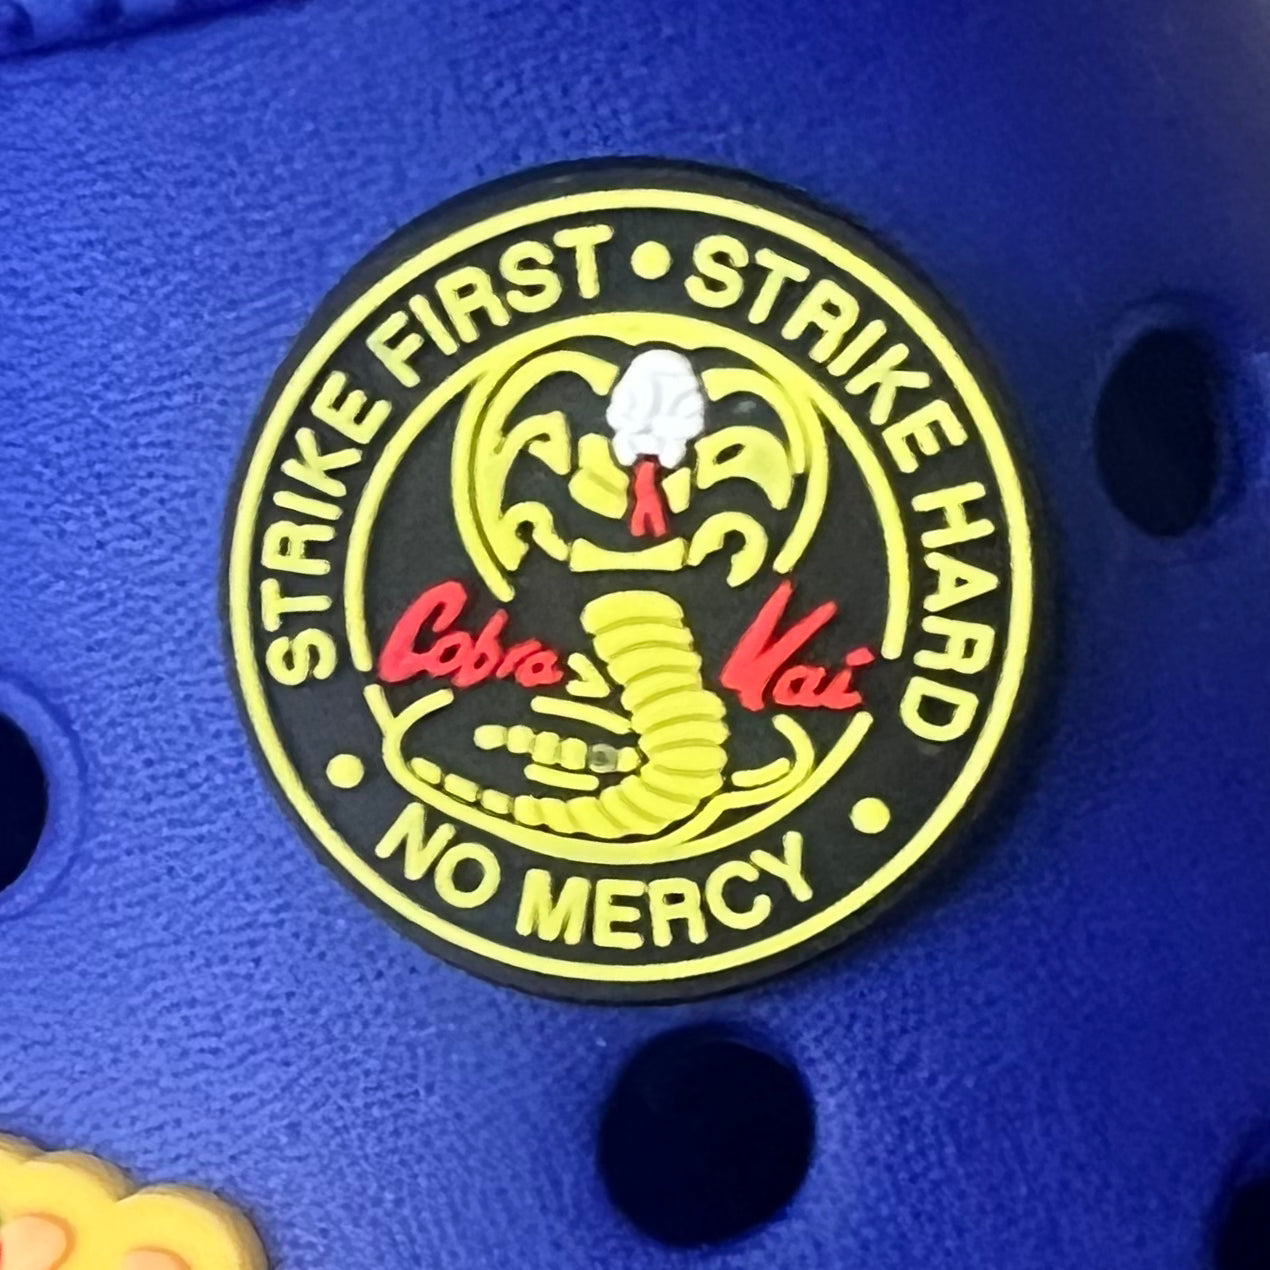 STRIKE FIRST • STRIKE HARD
Cobra Kai
• NO MERCY •